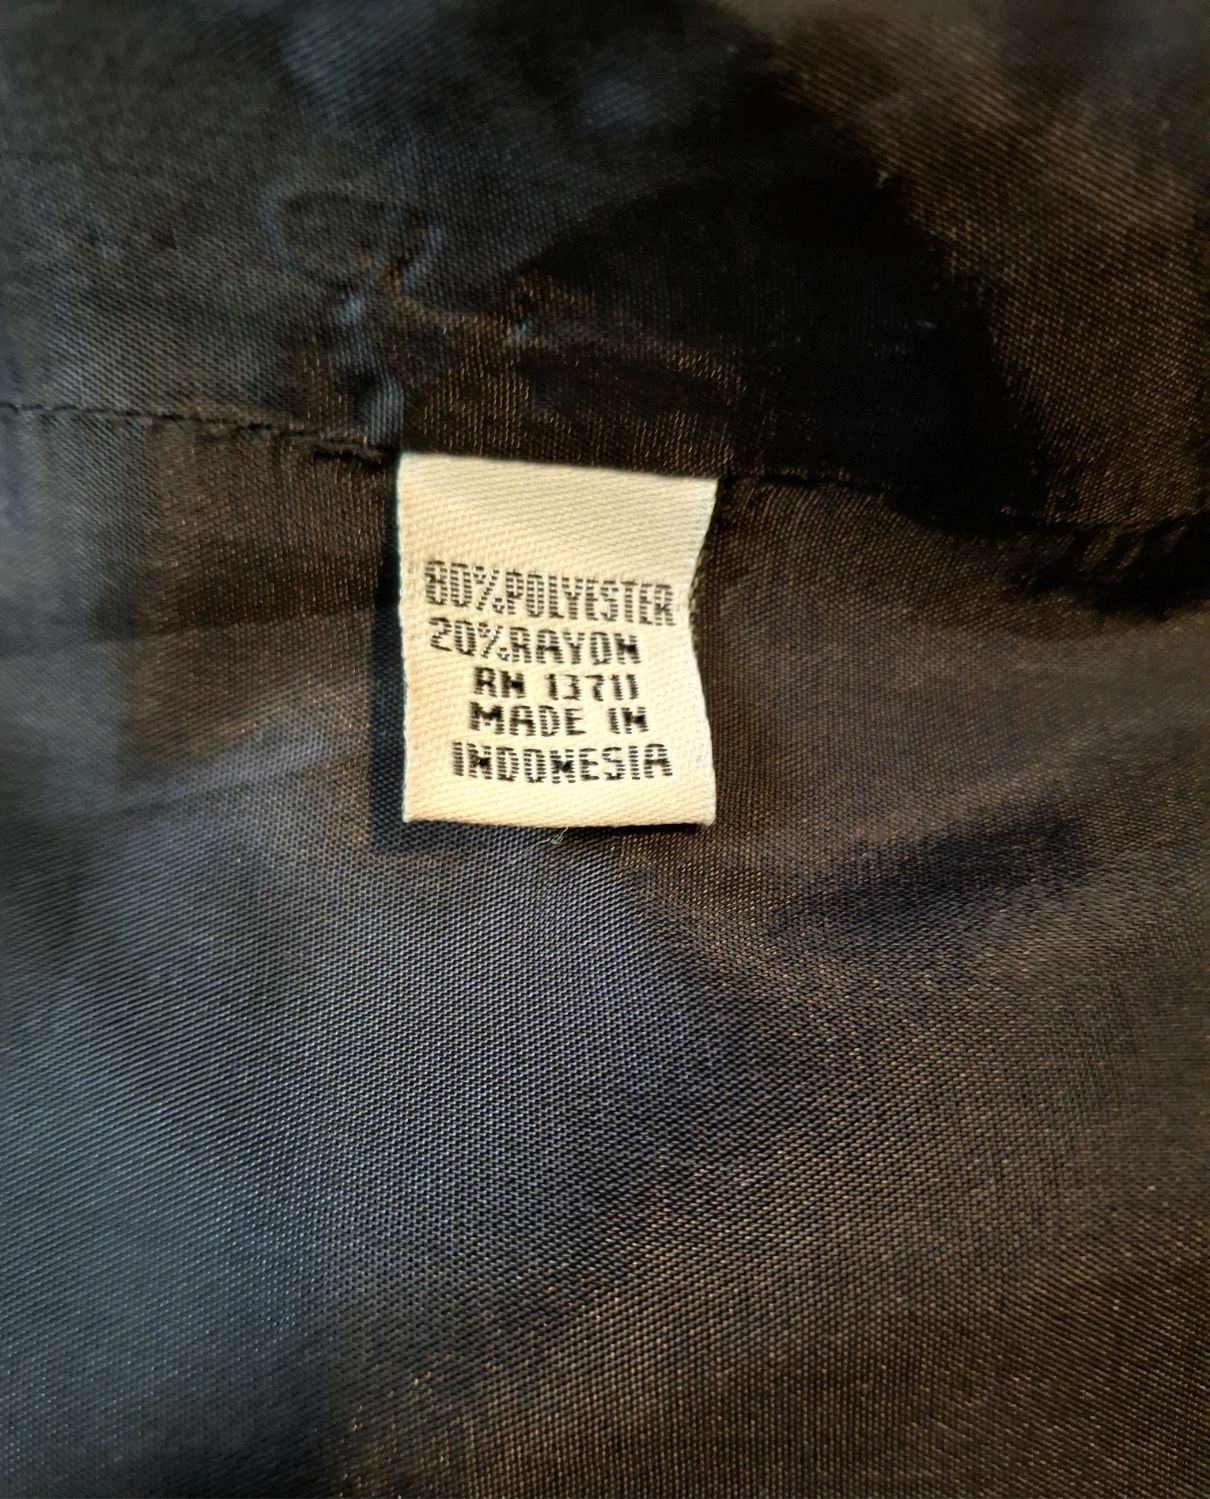 80%POLYESTER
20%RAYON
RN 13711
MADE IN
INDONESIA